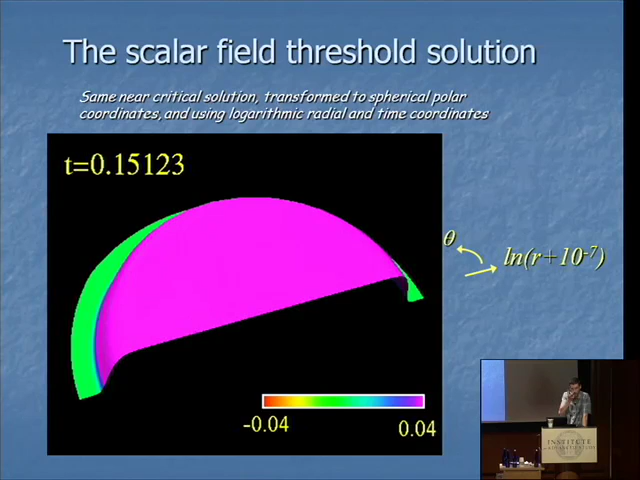 The scalar field threshold solution
Same near critical solution, transformed to spherical polar
coordinates, and using logarithmic radial and time coordinates
t=0.15123
θ
ln(r+10⁻⁷)
-0.04
0.04
INSTITUTE